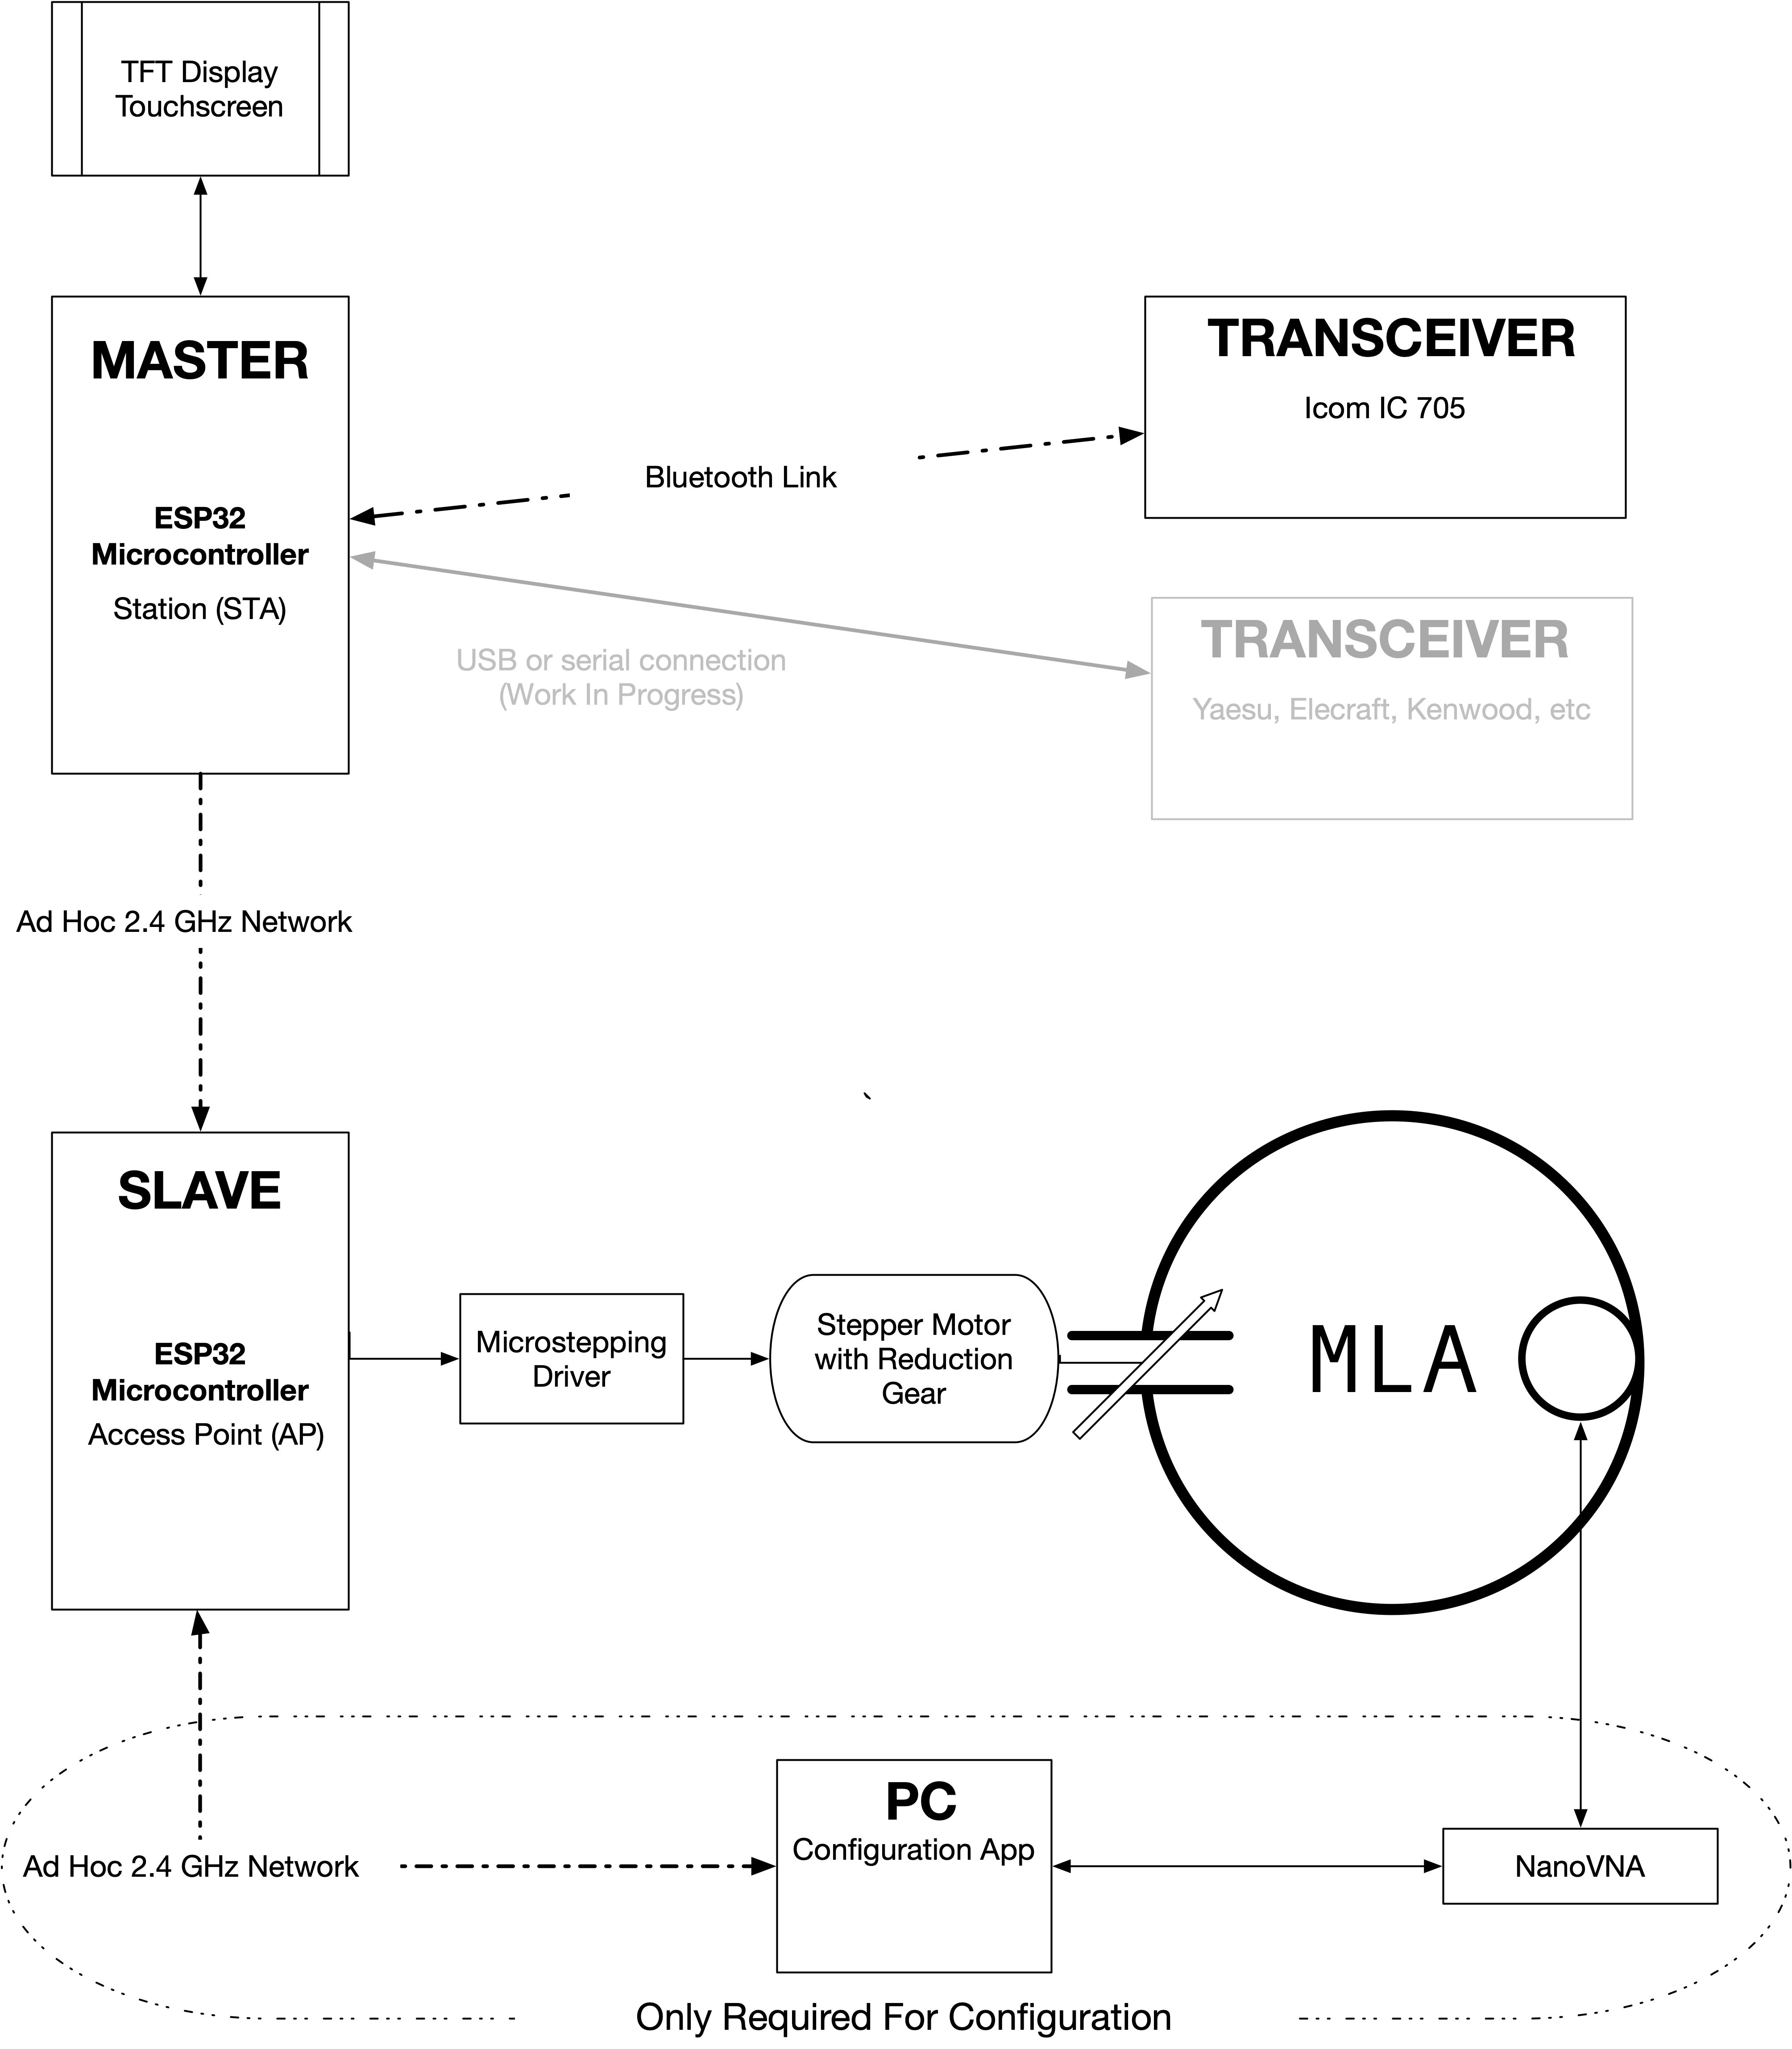 TFT Display
Touchscreen
MASTER
ESP32
Microcontroller
Station (STA)
TRANSCEIVER
Icom IC 705
Bluetooth Link
USB or serial connection
(Work In Progress)
TRANSCEIVER
Yaesu, Elecraft, Kenwood, etc
Ad Hoc 2.4 GHz Network
SLAVE
ESP32
Microcontroller
Access Point (AP)
Microstepping
Driver
Stepper Motor
with Reduction
Gear
MLA
Ad Hoc 2.4 GHz Network
PC
Configuration App
NanoVNA
Only Required For Configuration